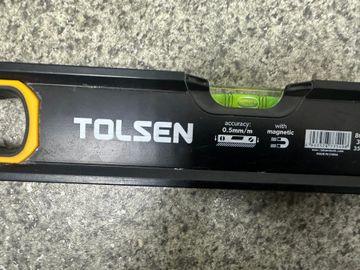 TOLSEN
accuracy:
0.5mm/m
with
magnetic
MADE IN CHINA